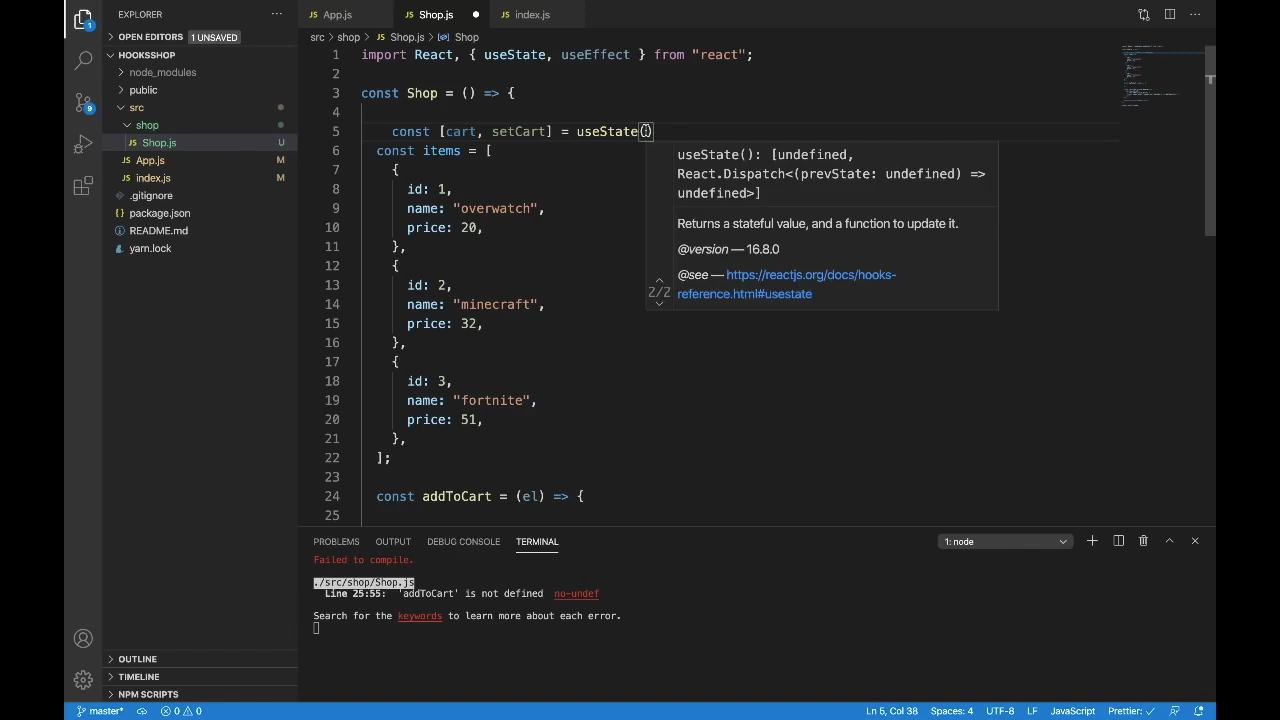 EXPLORER
OPEN EDITORS 1 UNSAVED
HOOKSSHOP
node_modules
public
src
shop
JS Shop.js U
JS App.js M
JS index.js M
.gitignore
{} package.json
README.md
yarn.lock
OUTLINE
TIMELINE
NPM SCRIPTS
1
9
JS App.js JS Shop.js JS index.js
src > shop > JS Shop.js > Shop
1 import React, { useState, useEffect } from "react";
2
3 const Shop = () => {
4
5 const [cart, setCart] = useState()
6 const items = [
7 {
8 id: 1,
9 name: "overwatch",
10 price: 20,
11 },
12 {
13 id: 2,
14 name: "minecraft",
15 price: 32,
16 },
17 {
18 id: 3,
19 name: "fortnite",
20 price: 51,
21 },
22 ];
23
24 const addToCart = (el) => {
25
useState(): [undefined,
React.Dispatch<(prevState: undefined) =>
undefined>]
Returns a stateful value, and a function to update it.
@version — 16.8.0
@see — https://reactjs.org/docs/hooks-
2/2
reference.html#usestate
PROBLEMS OUTPUT DEBUG CONSOLE TERMINAL 1: node
Failed to compile.
./src/shop/Shop.js
Line 25:55: 'addToCart' is not defined no-undef
Search for the keywords to learn more about each error.
master* 0 0 Ln 5, Col 38 Spaces: 4 UTF-8 LF JavaScript Prettier: ✓